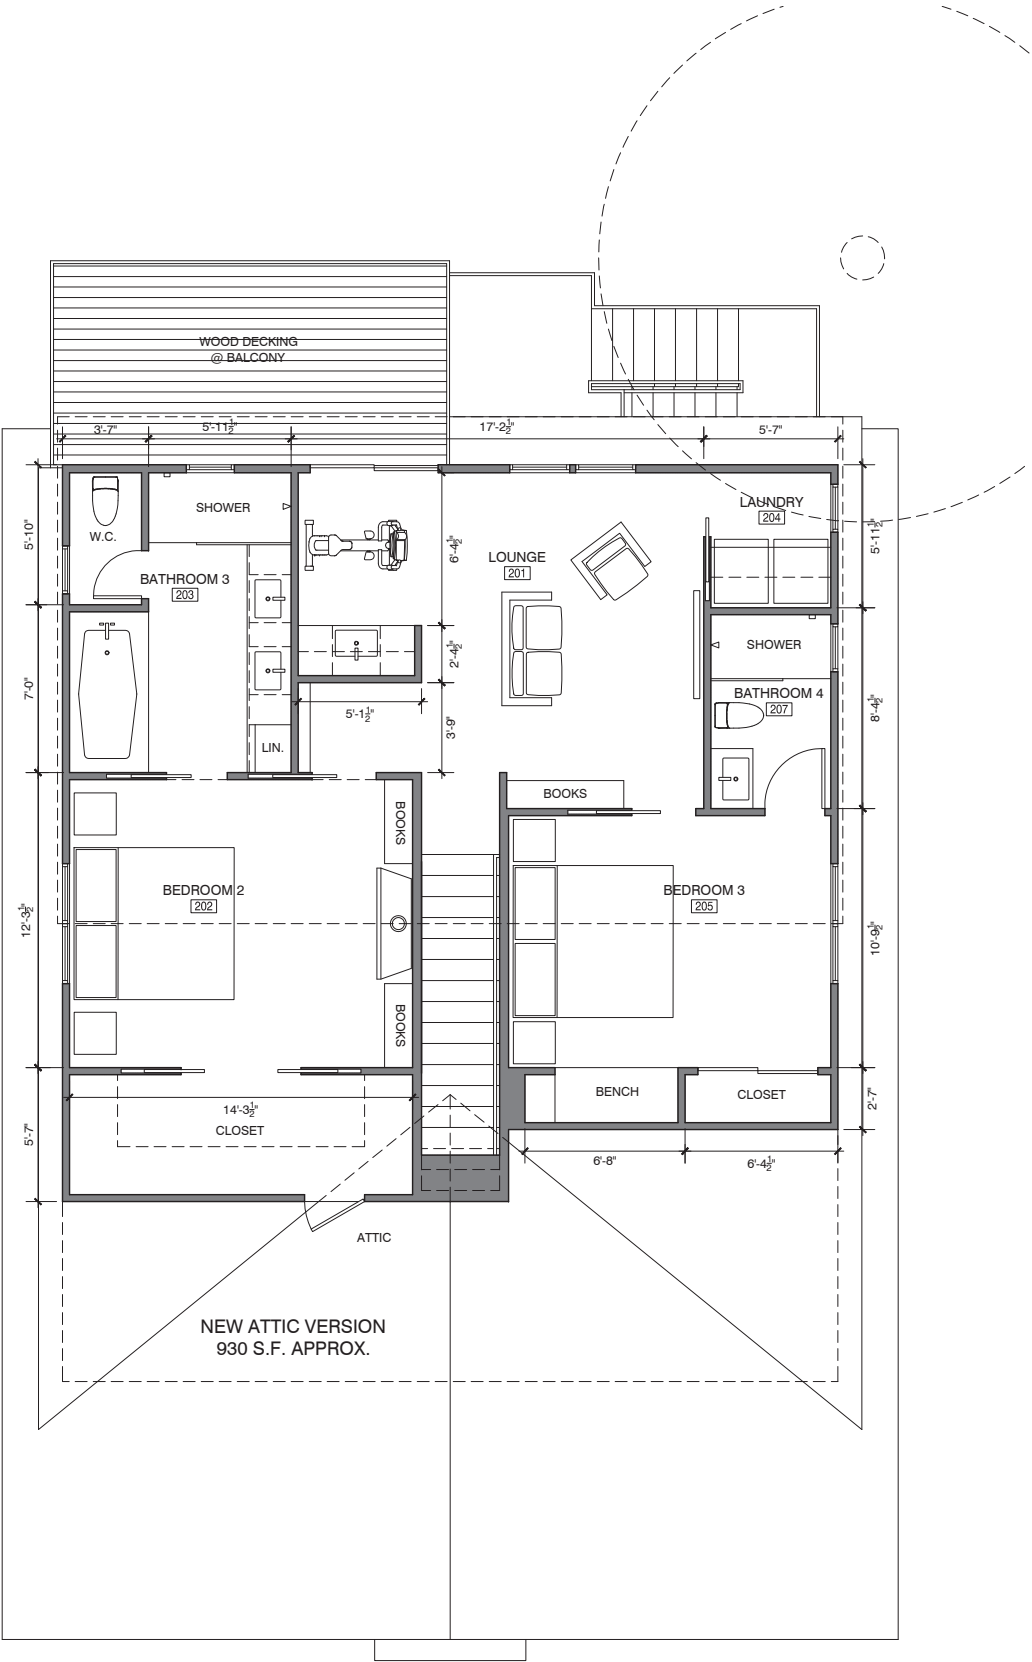 WOOD DECKING
@ BALCONY
3'-7"
5'-11½"
17'-2½"
5'-7"
5'-10"
W.C.
SHOWER
BATHROOM 3
203
6'-4½"
LOUNGE
201
LAUNDRY
204
5'-11½"
7'-0"
LIN.
2'-4½"
5'-1½"
3'-9"
SHOWER
BATHROOM 4
207
8'-4½"
BOOKS
BOOKS
12'-3½"
BEDROOM 2
202
BEDROOM 3
205
10'-9½"
BOOKS
5'-7"
14'-3½"
CLOSET
BENCH
CLOSET
2'-7"
6'-8"
6'-4½"
ATTIC
NEW ATTIC VERSION
930 S.F. APPROX.